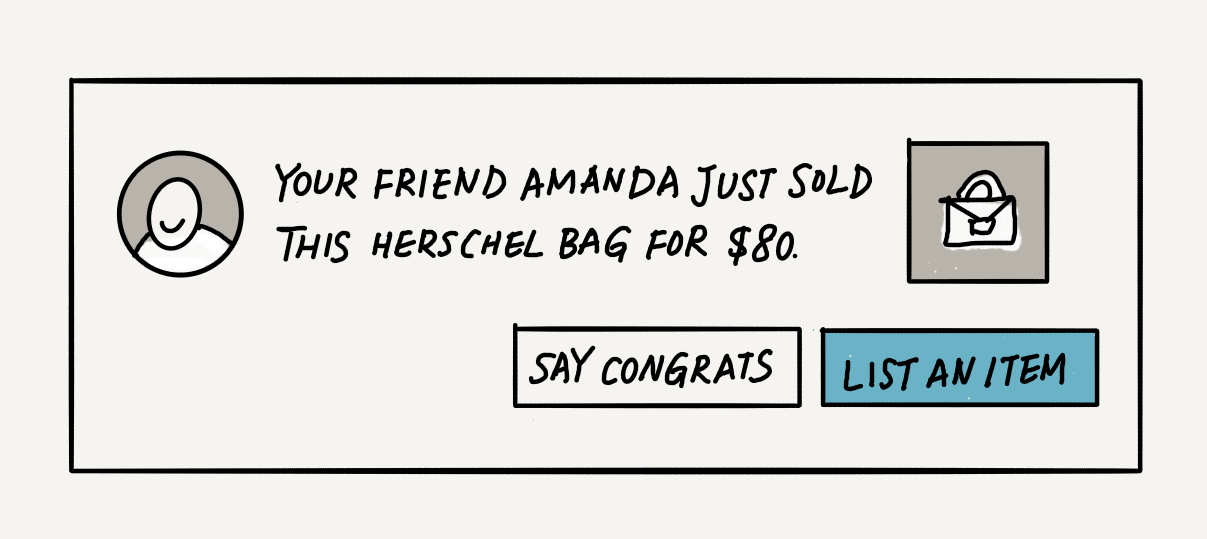 YOUR FRIEND AMANDA JUST SOLD
THIS HERSCHEL BAG FOR $80.
SAY CONGRATS
LIST AN ITEM